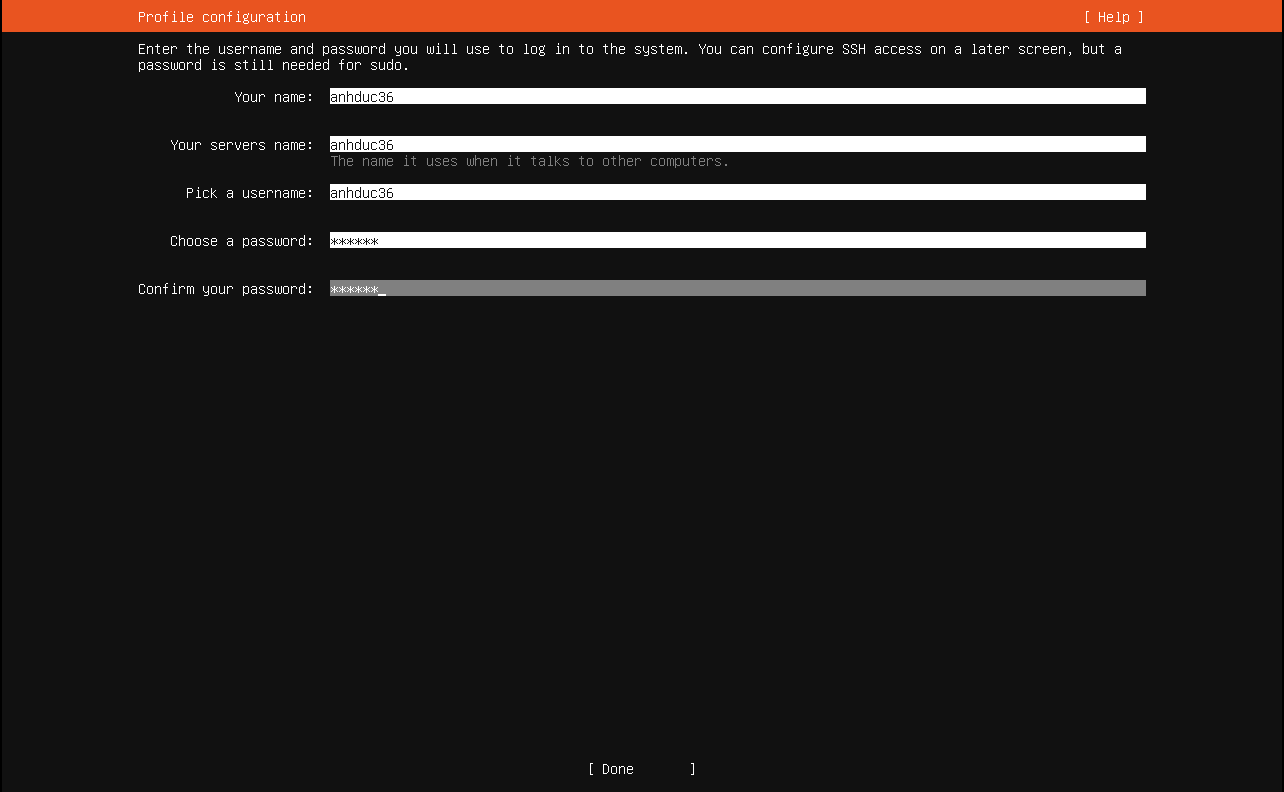 Profile configuration [ Help ]
Enter the username and password you will use to log in to the system. You can configure SSH access on a later screen, but a
password is still needed for sudo.
Your name: anhduc36
Your servers name: anhduc36
The name it uses when it talks to other computers.
Pick a username: anhduc36
Choose a password: ******
Confirm your password: ******_
[ Done ]